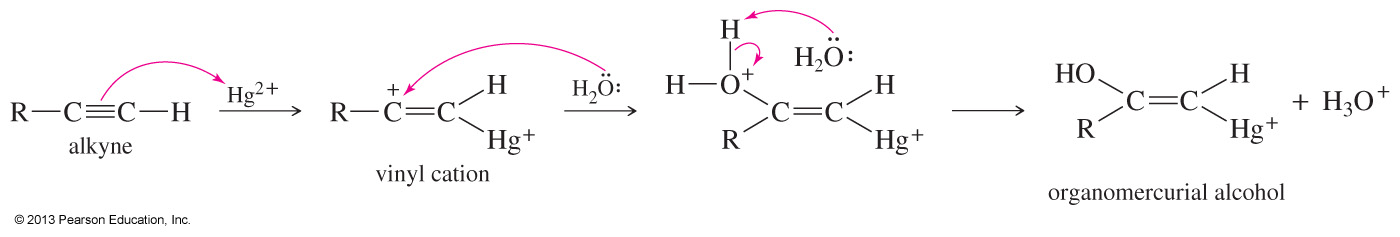 R—C≡C—H
alkyne
Hg²⁺
R—C⁺=C
H
Hg⁺
vinyl cation
H₂Ö:
H₂Ö:
H
H—O⁺
C=C
H
R
Hg⁺
HO
C=C
H
R
Hg⁺
+ H₃O⁺
organomercurial alcohol
© 2013 Pearson Education, Inc.